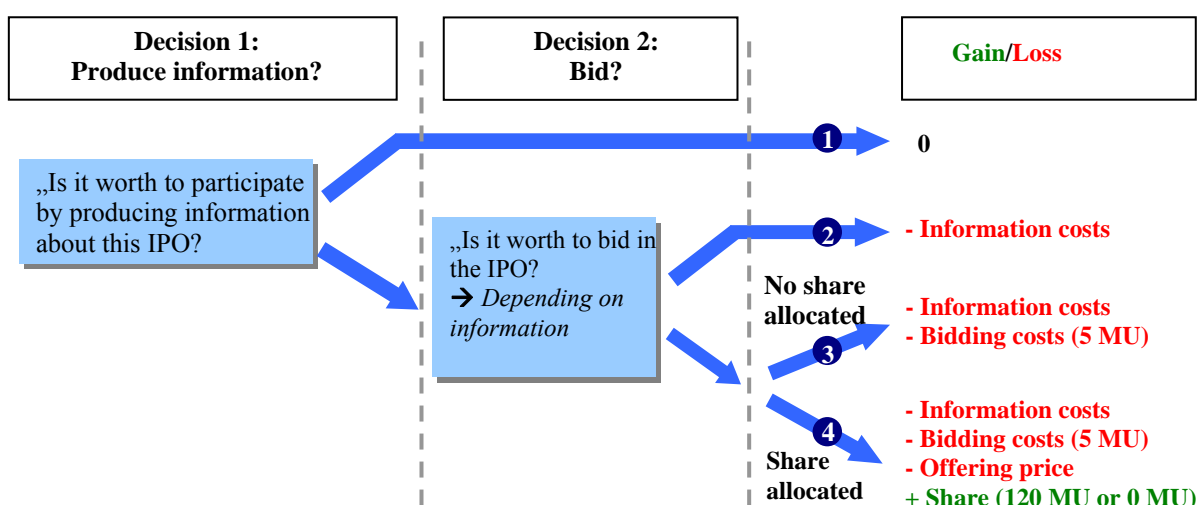 Decision 1:
Produce information?
Decision 2:
Bid?
Gain/Loss
„Is it worth to participate
by producing information
about this IPO?
„Is it worth to bid in
the IPO?
➔ Depending on
information
1
0
2
- Information costs
No share
allocated
3
- Information costs
- Bidding costs (5 MU)
4
Share
allocated
- Information costs
- Bidding costs (5 MU)
- Offering price
+ Share (120 MU or 0 MU)